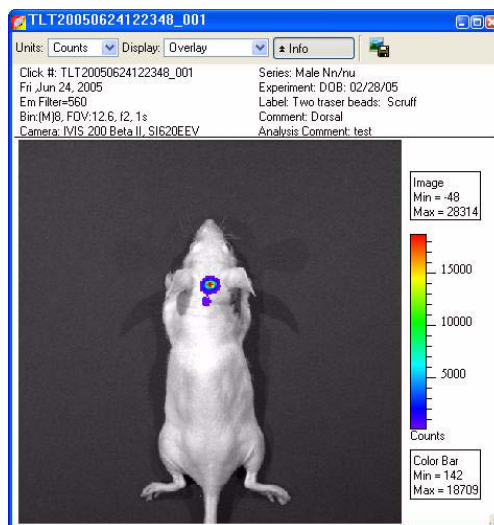 TLT20050624122348_001
Units: Counts Display: Overlay Info
Click #: TLT20050624122348_001
Fri ,Jun 24, 2005
Em Filter=560
Bin:(M)8, FOV:12.6, f2, 1s
Camera: IVIS 200 Beta II, SI620EEV
Series: Male Nn/nu
Experiment: DOB: 02/28/05
Label: Two traser beads: Scruff
Comment: Dorsal
Analysis Comment: test
Image
Min = -48
Max = 28314
15000
10000
5000
Counts
Color Bar
Min = 142
Max = 18709